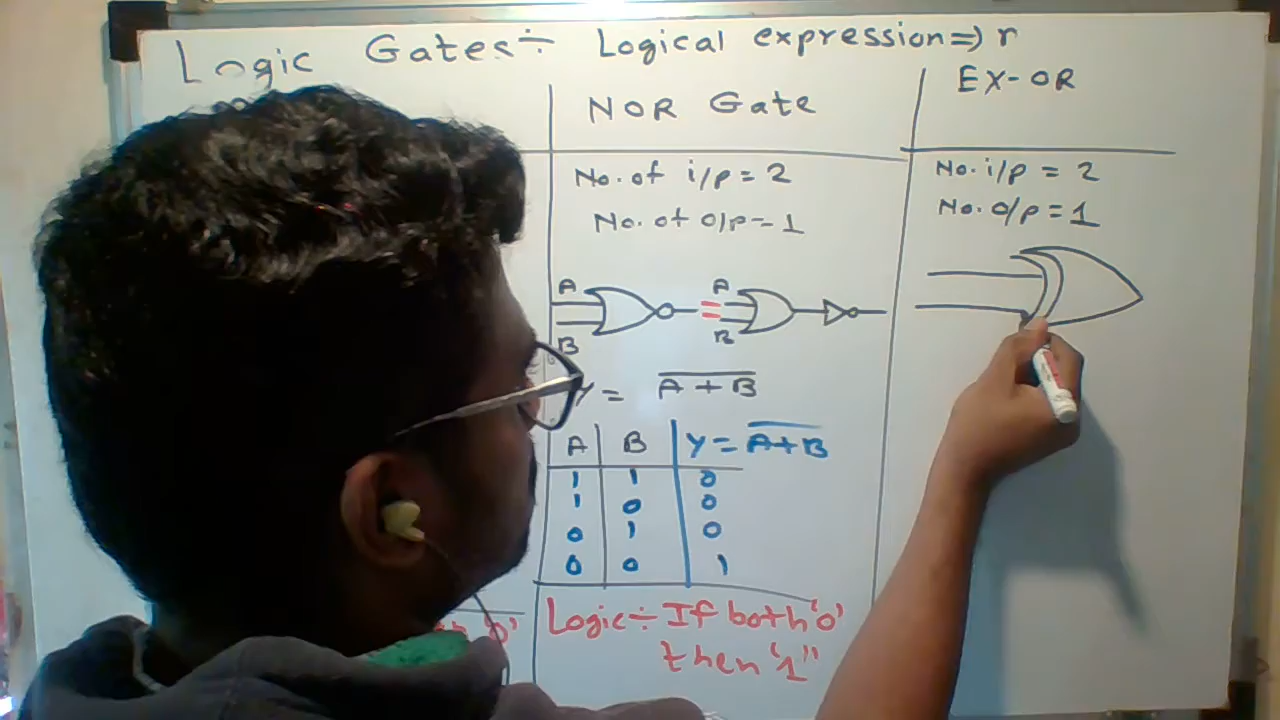 Logic Gates÷ Logical expression=> r
NOR Gate
No. of i/p = 2
No. of o/p = 1
A
B
=
A
B
Y = A + B
A B Y = A+B
1 1 0
1 0 0
0 1 0
0 0 1
Logic÷ If both '0'
then '1'
EX-OR
No. i/p = 2
No. o/p = 1